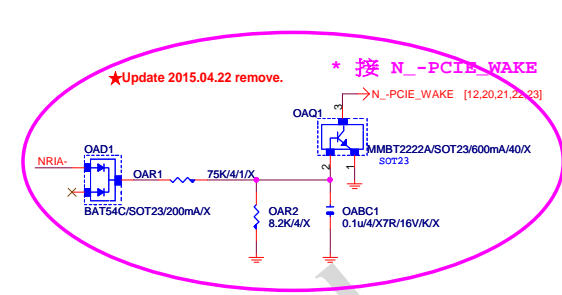 * 接 N_-PCIE_WAKE
★Update 2015.04.22 remove.
N_-PCIE_WAKE [12,20,21,22,23]
OAQ1
3
MMBT2222A/SOT23/600mA/40/X
SOT23
2
1
OAD1
NRIA-
OAR1
75K/4/1/X
BAT54C/SOT23/200mA/X
OAR2
8.2K/4/X
OABC1
0.1u/4/X7R/16V/K/X